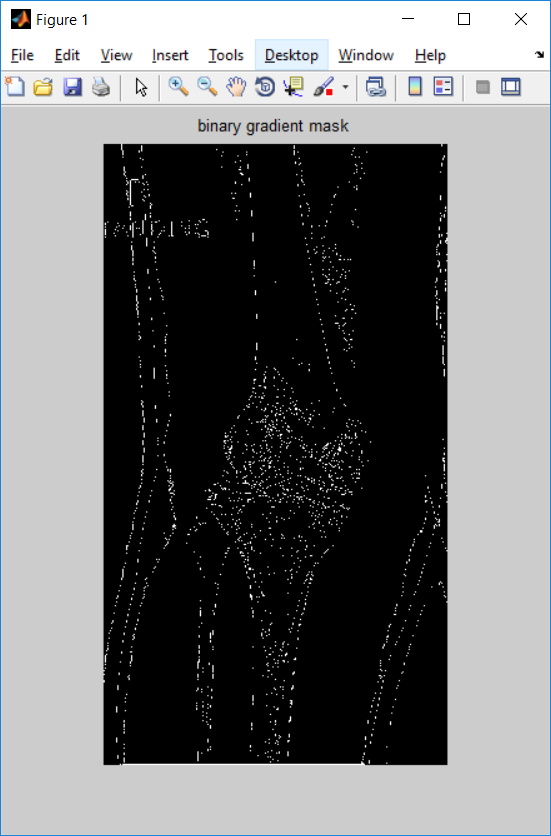 Figure 1
File Edit View Insert Tools Desktop Window Help
binary gradient mask